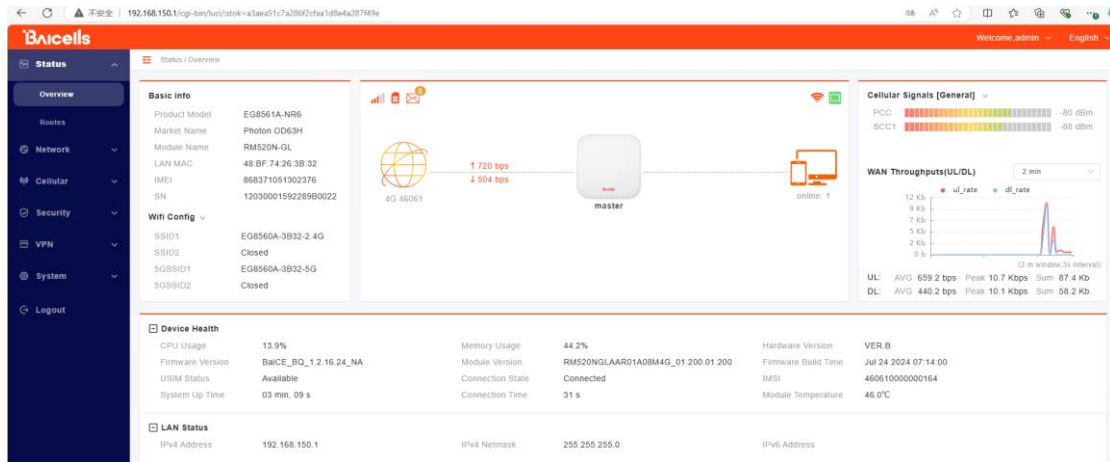 不安全 | 192.168.150.1/cgi-bin/luci/;stok=a3aea51c7a286f2cfaa1d8e4a287f49e
Baicells
Welcome,admin
English
Status
Status / Overview
Overview
Routes
Network
Cellular
Security
VPN
System
Logout
Basic Info
Product Model EG8561A-NR6
Market Name Photon OD63H
Module Name RM520N-GL
LAN MAC 48:BF:74:26:3B:32
IMEI 868371051302376
SN 12030001592289B0022
Wifi Config
SSID1 EG8560A-3B32-2.4G
SSID2 Closed
5GSSID1 EG8560A-3B32-5G
5GSSID2 Closed
0
4G 46061
↑ 720 bps
↓ 504 bps
Baicells
master
online: 1
Cellular Signals [General]
PCC -80 dBm
SCC1 -86 dBm
WAN Throughputs(UL/DL) 2 min
ul_rate dl_rate
12 Kb
9 Kb
7 Kb
5 Kb
2 Kb
0 b
(2 m window,3s interval)
UL: AVG 659.2 bps Peak 10.7 Kbps Sum 87.4 Kb
DL: AVG 440.2 bps Peak 10.1 Kbps Sum 58.2 Kb
Device Health
CPU Usage 13.9% Memory Usage 44.2% Hardware Version VER.B
Firmware Version BaiCE_BQ_1.2.16.24_NA Module Version RM520NGLAAR01A08M4G_01.200.01.200 Firmware Build Time Jul 24 2024 07:14:00
USIM Status Available Connection State Connected IMSI 460610000000164
System Up Time 03 min, 09 s Connection Time 31 s Module Temperature 46.0℃
LAN Status
IPv4 Address 192.168.150.1 IPv4 Netmask 255.255.255.0 IPv6 Address